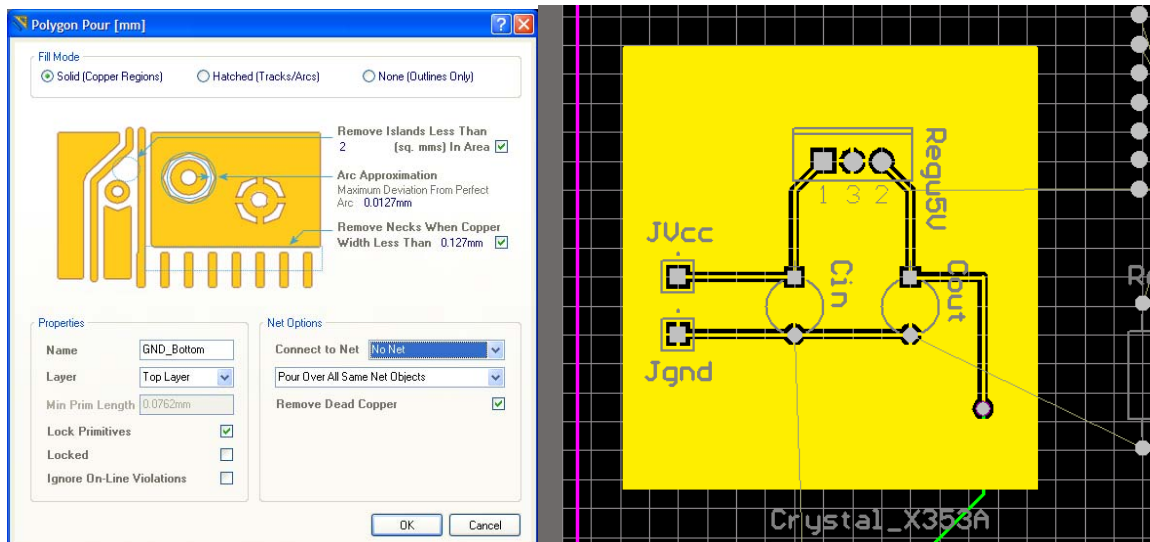 Polygon Pour [mm]
Fill Mode
Solid (Copper Regions)
Hatched (Tracks/Arcs)
None (Outlines Only)
Remove Islands Less Than
2 (sq. mms) In Area
Arc Approximation
Maximum Deviation From Perfect
Arc 0.0127mm
Remove Necks When Copper
Width Less Than 0.127mm
Properties
Name GND_Bottom
Layer Top Layer
Min Prim Length 0.0762mm
Lock Primitives
Locked
Ignore On-Line Violations
Net Options
Connect to Net No Net
Pour Over All Same Net Objects
Remove Dead Copper
OK Cancel
Regu5V
1 3 2
JVcc
Cin
Cout
Jgnd
Crystal_X353A